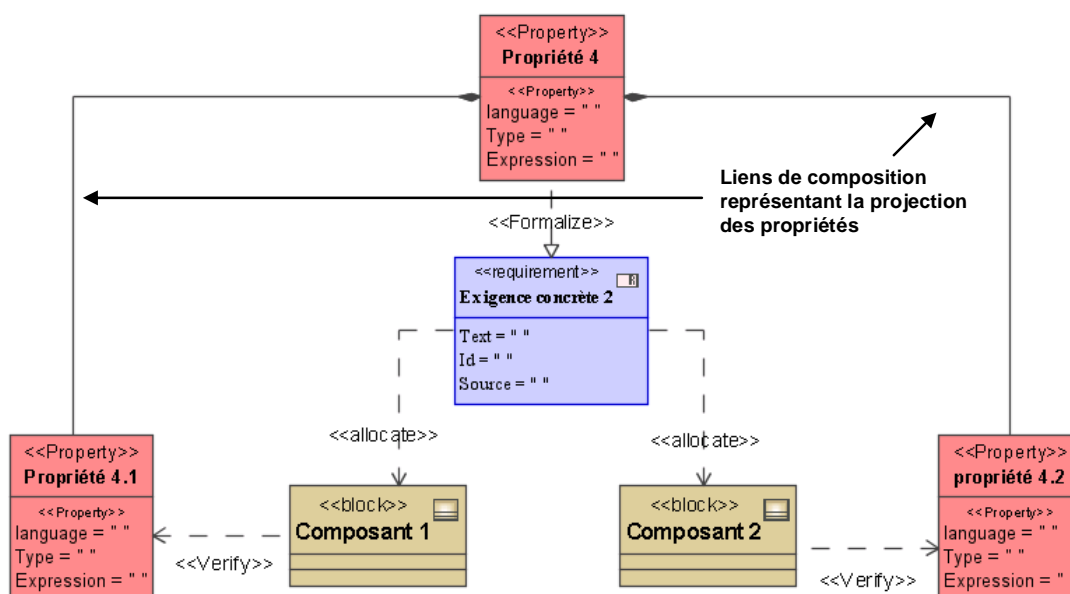 <<Property>>
Propriété 4
<<Property>>
language = " "
Type = " "
Expression = " "
Liens de composition
représentant la projection
des propriétés
<<Formalize>>
<<requirement>>
Exigence concrète 2
Text = " "
Id = " "
Source = " "
<<allocate>>
<<allocate>>
<<Property>>
Propriété 4.1
<<Property>>
language = " "
Type = " "
Expression = " "
<<Verify>>
<<block>>
Composant 1
<<block>>
Composant 2
<<Verify>>
<<Property>>
propriété 4.2
<<Property>>
language = " "
Type = " "
Expression = " "